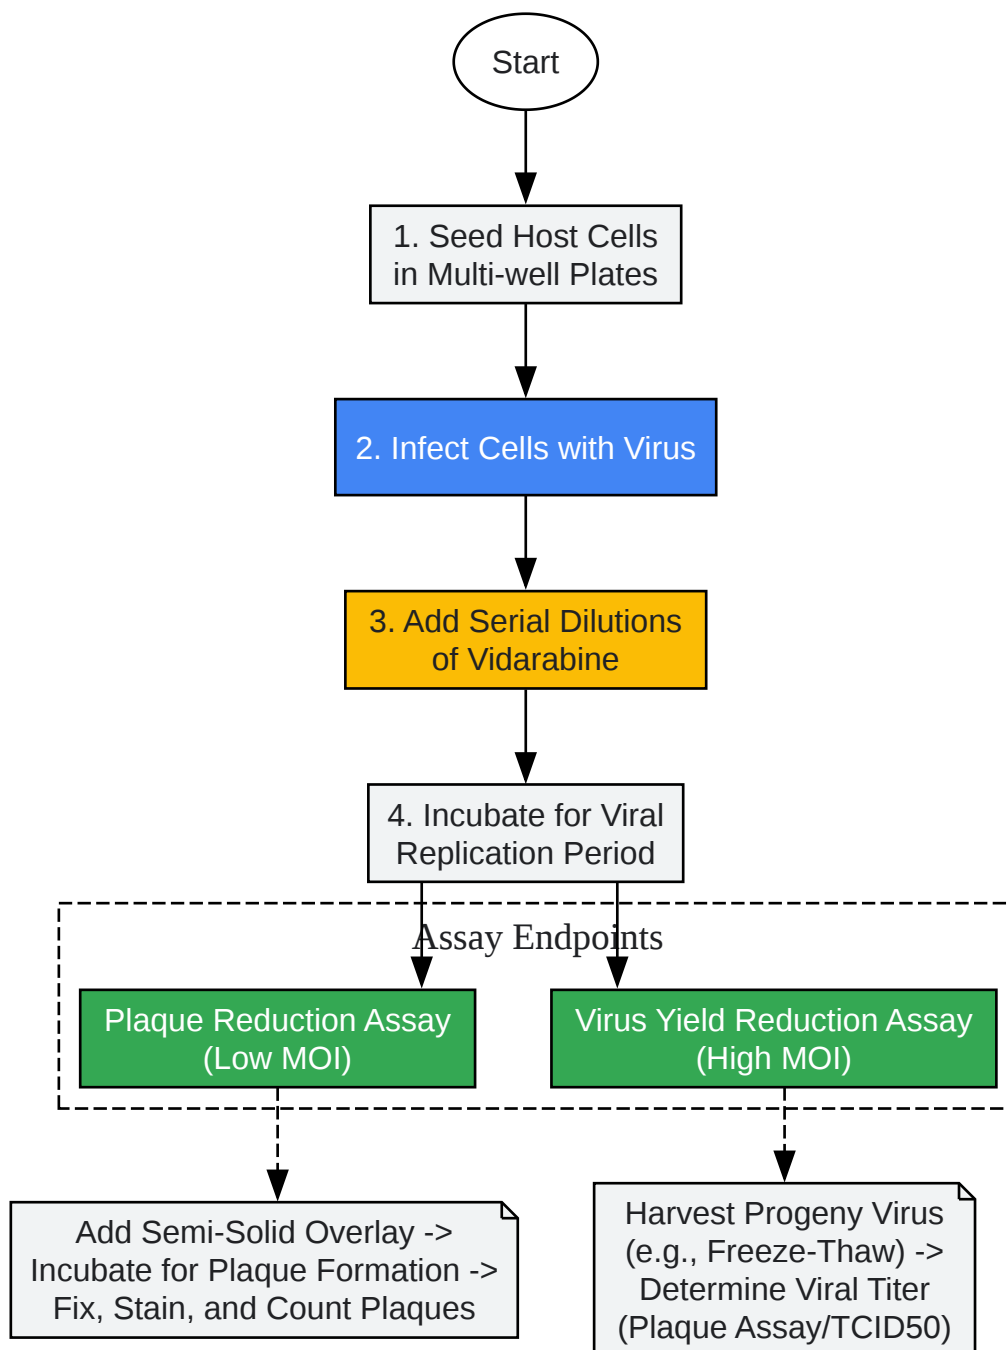 Start
1. Seed Host Cells
in Multi-well Plates
2. Infect Cells with Virus
3. Add Serial Dilutions
of Vidarabine
4. Incubate for Viral
Replication Period
Assay Endpoints
Plaque Reduction Assay
(Low MOI)
Virus Yield Reduction Assay
(High MOI)
Add Semi-Solid Overlay ->
Incubate for Plaque Formation ->
Fix, Stain, and Count Plaques
Harvest Progeny Virus
(e.g., Freeze-Thaw) ->
Determine Viral Titer
(Plaque Assay/TCID50)